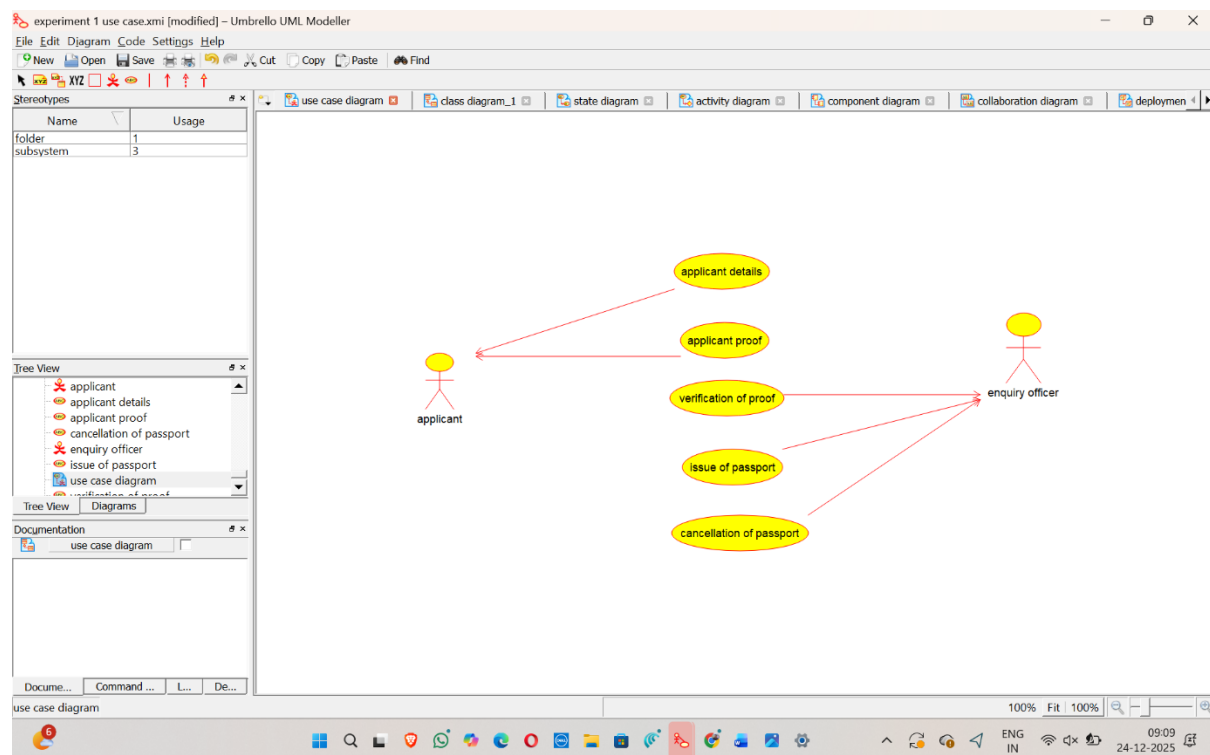 experiment 1 use case.xmi [modified] – Umbrello UML Modeller
File Edit Diagram Code Settings Help
New Open Save Cut Copy Paste Find
XYZ XYZ
Stereotypes
Name Usage
folder 1
subsystem 3
use case diagram class diagram_1 state diagram activity diagram component diagram collaboration diagram deploymen
applicant details
applicant proof
verification of proof
issue of passport
cancellation of passport
applicant
enquiry officer
Tree View
applicant
applicant details
applicant proof
cancellation of passport
enquiry officer
issue of passport
use case diagram
verification of proof
Tree View Diagrams
Documentation
use case diagram
Docume... Command ... L... De...
use case diagram 100% Fit 100%
6
ENG
IN
09:09
24-12-2025